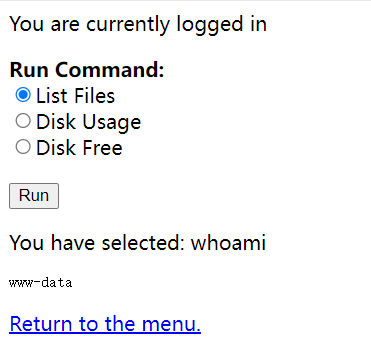 You are currently logged in
Run Command:
List Files
Disk Usage
Disk Free
Run
You have selected: whoami
www-data
Return to the menu.